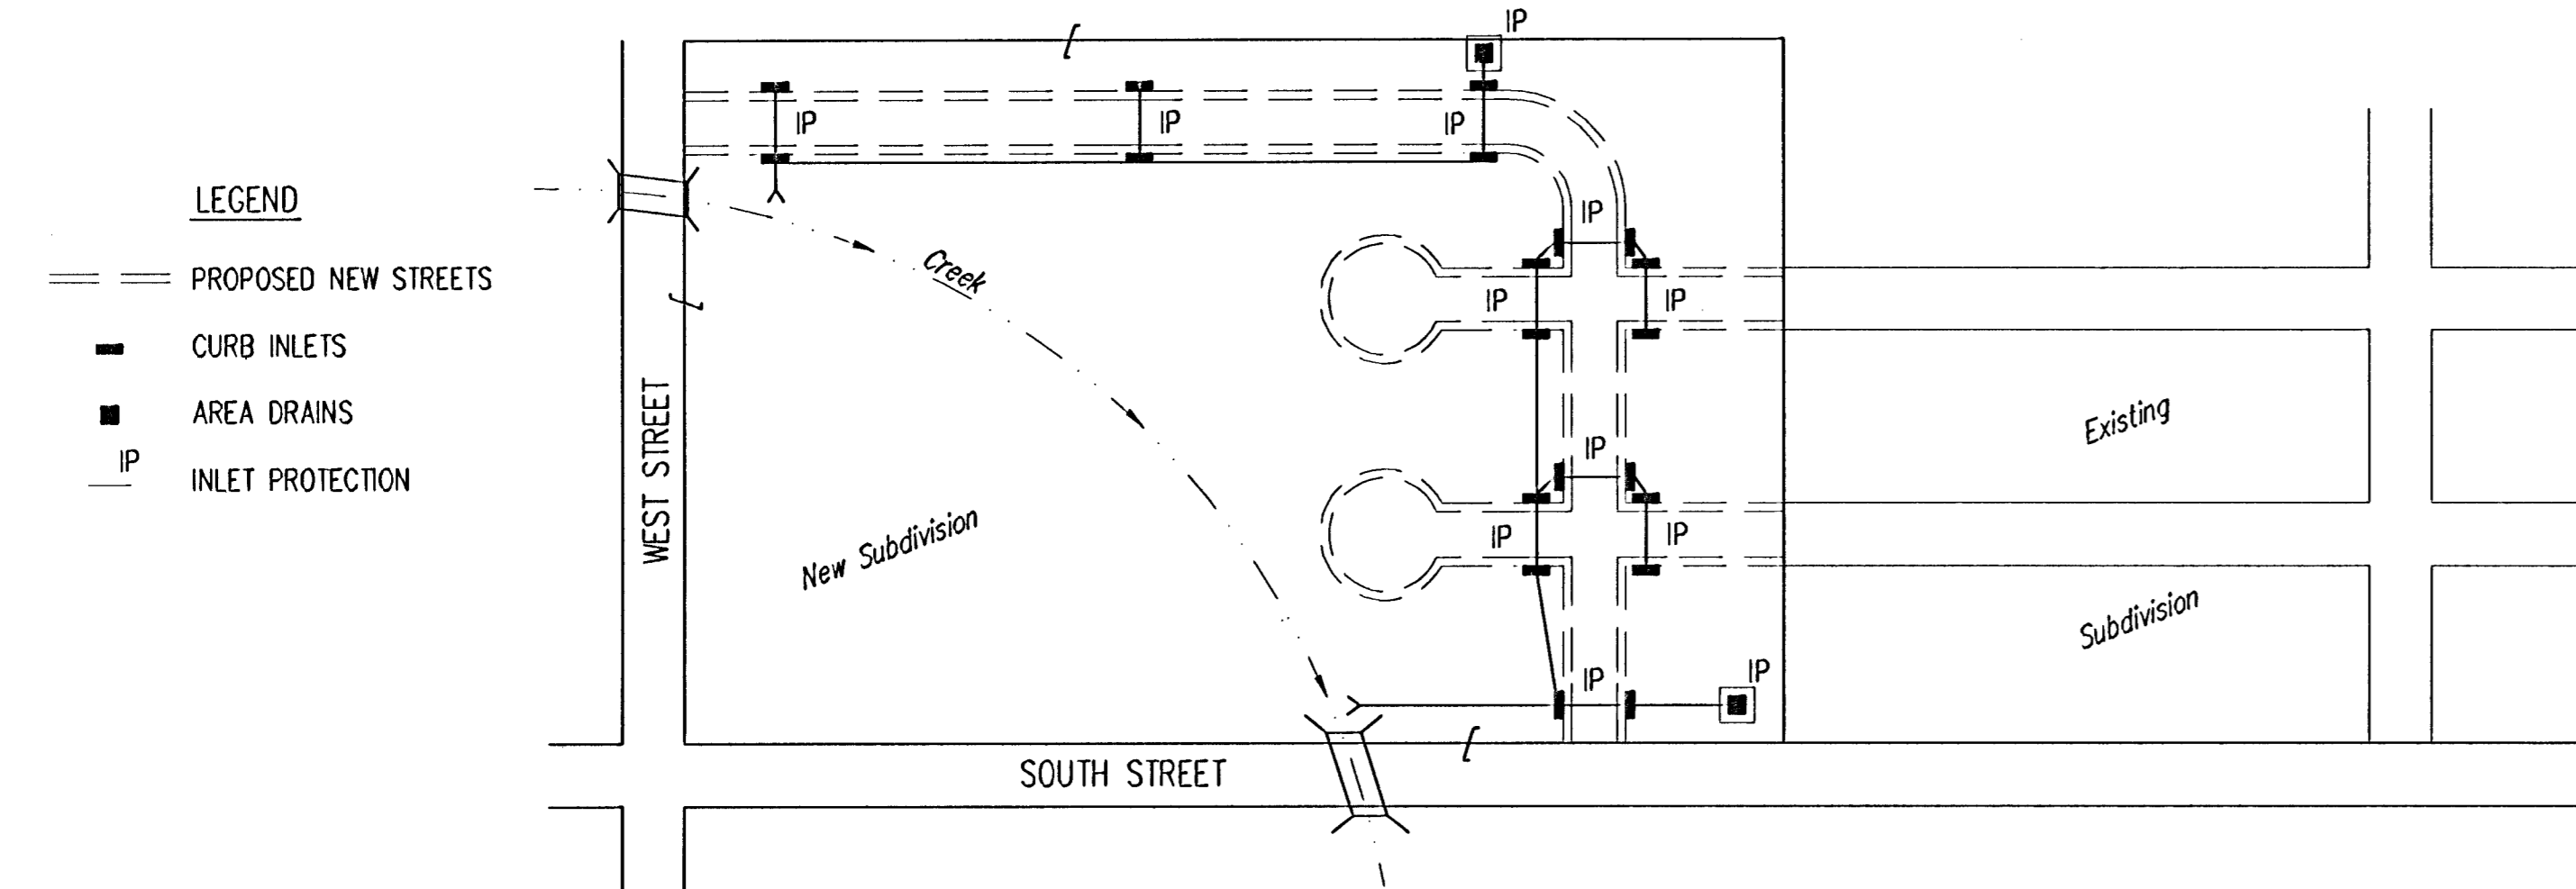 LEGEND
PROPOSED NEW STREETS
CURB INLETS
AREA DRAINS
IP
INLET PROTECTION
IP
IP
IP
IP
IP
IP
IP
IP
IP
IP
IP
IP
Creek
WEST STREET
New Subdivision
Existing
Subdivision
SOUTH STREET